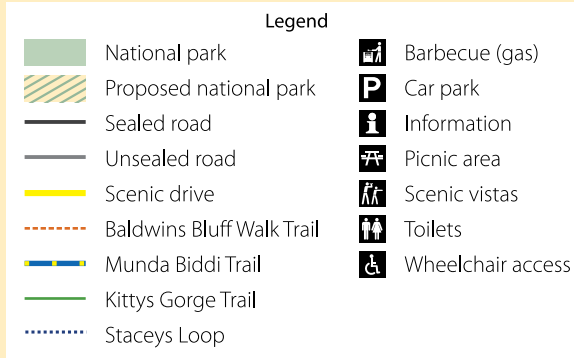 Legend
National park
Proposed national park
Sealed road
Unsealed road
Scenic drive
Baldwins Bluff Walk Trail
Munda Biddi Trail
Kittys Gorge Trail
Staceys Loop
Barbecue (gas)
P Car park
i Information
Picnic area
Scenic vistas
Toilets
Wheelchair access